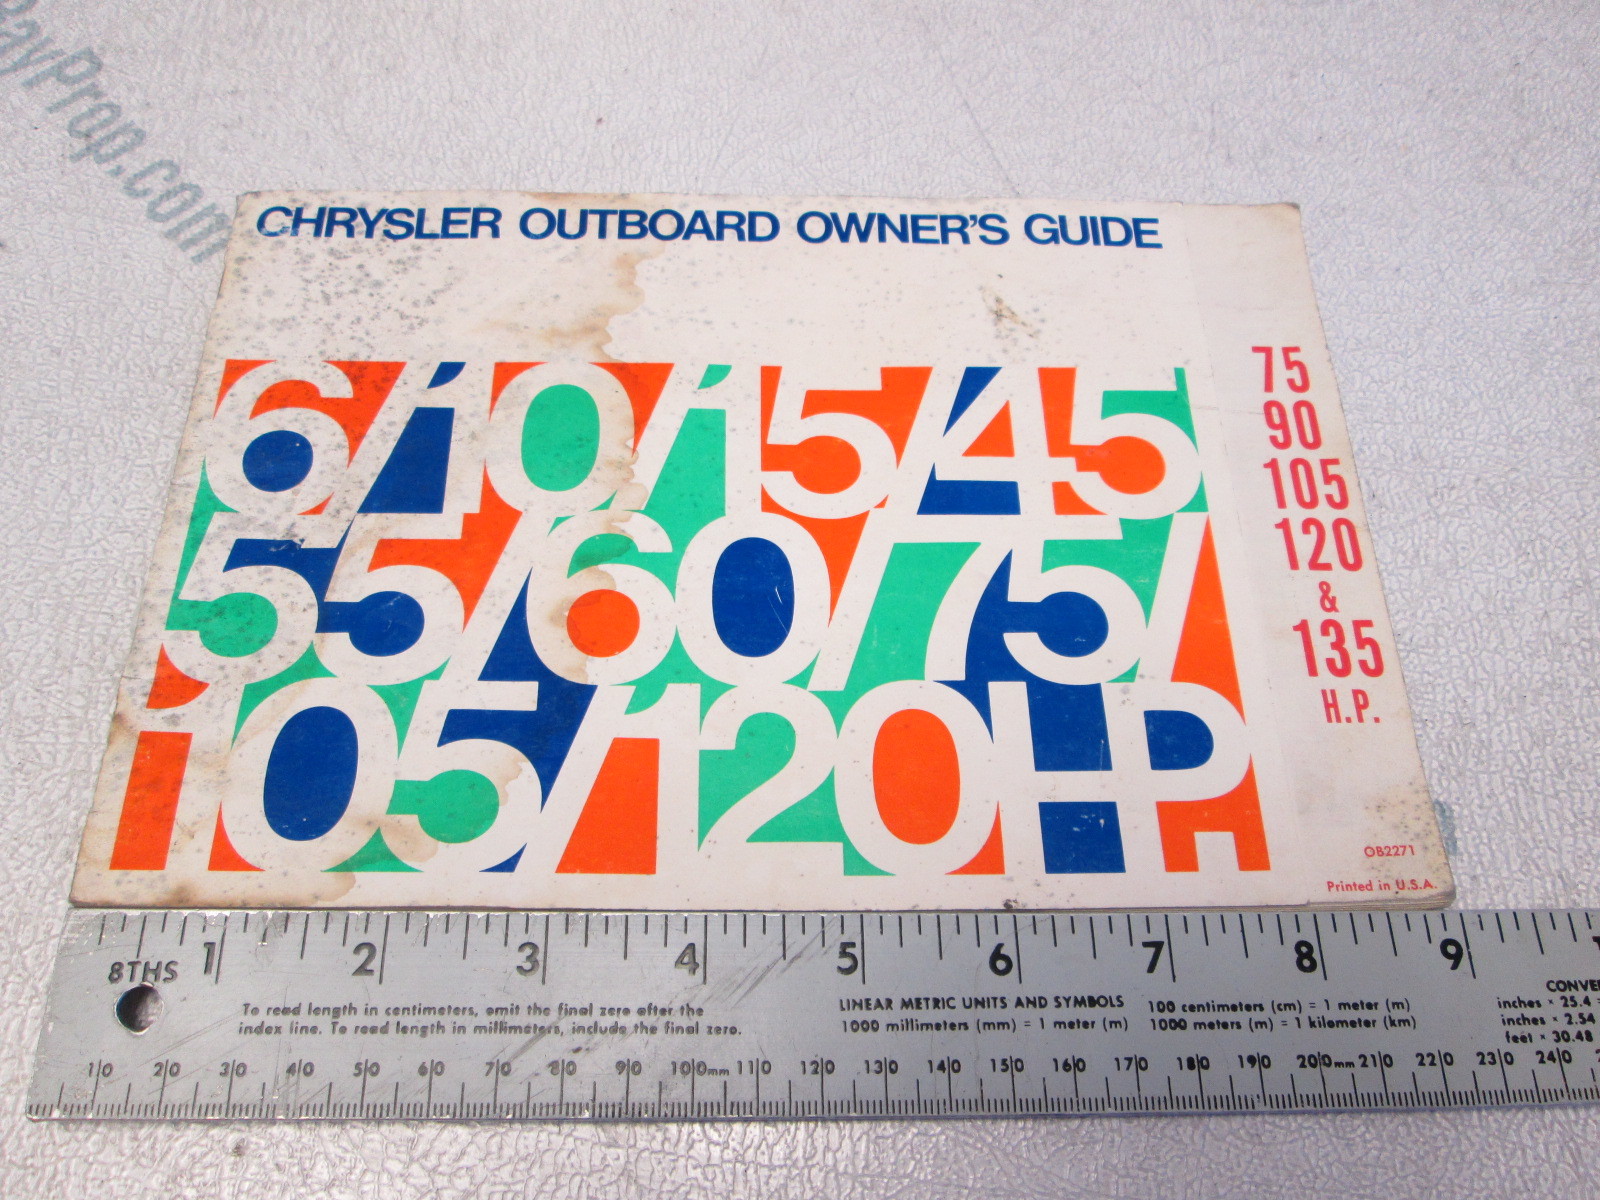 ayProp.com
CHRYSLER OUTBOARD OWNER'S GUIDE
6/10/15/45
55/60/75/
105/120HP
75
90
105
120
&
135
H.P.
OB2271
Printed in U.S.A.
8THS 1 2 3 4 5 6 7 8 9
To read length in centimeters, omit the final zero after the
index line. To read length in millimeters, include the final zero.
LINEAR METRIC UNITS AND SYMBOLS 100 centimeters (cm) = 1 meter (m)
1000 millimeters (mm) = 1 meter (m) 1000 meters (m) = 1 kilometer (km)
CONVE
inches × 25.4 =
inches × 2.54
feet × 30.48
10 20 30 40 50 60 70 80 90 100mm 110 120 130 140 150 160 170 180 190 200mm 210 220 230 240